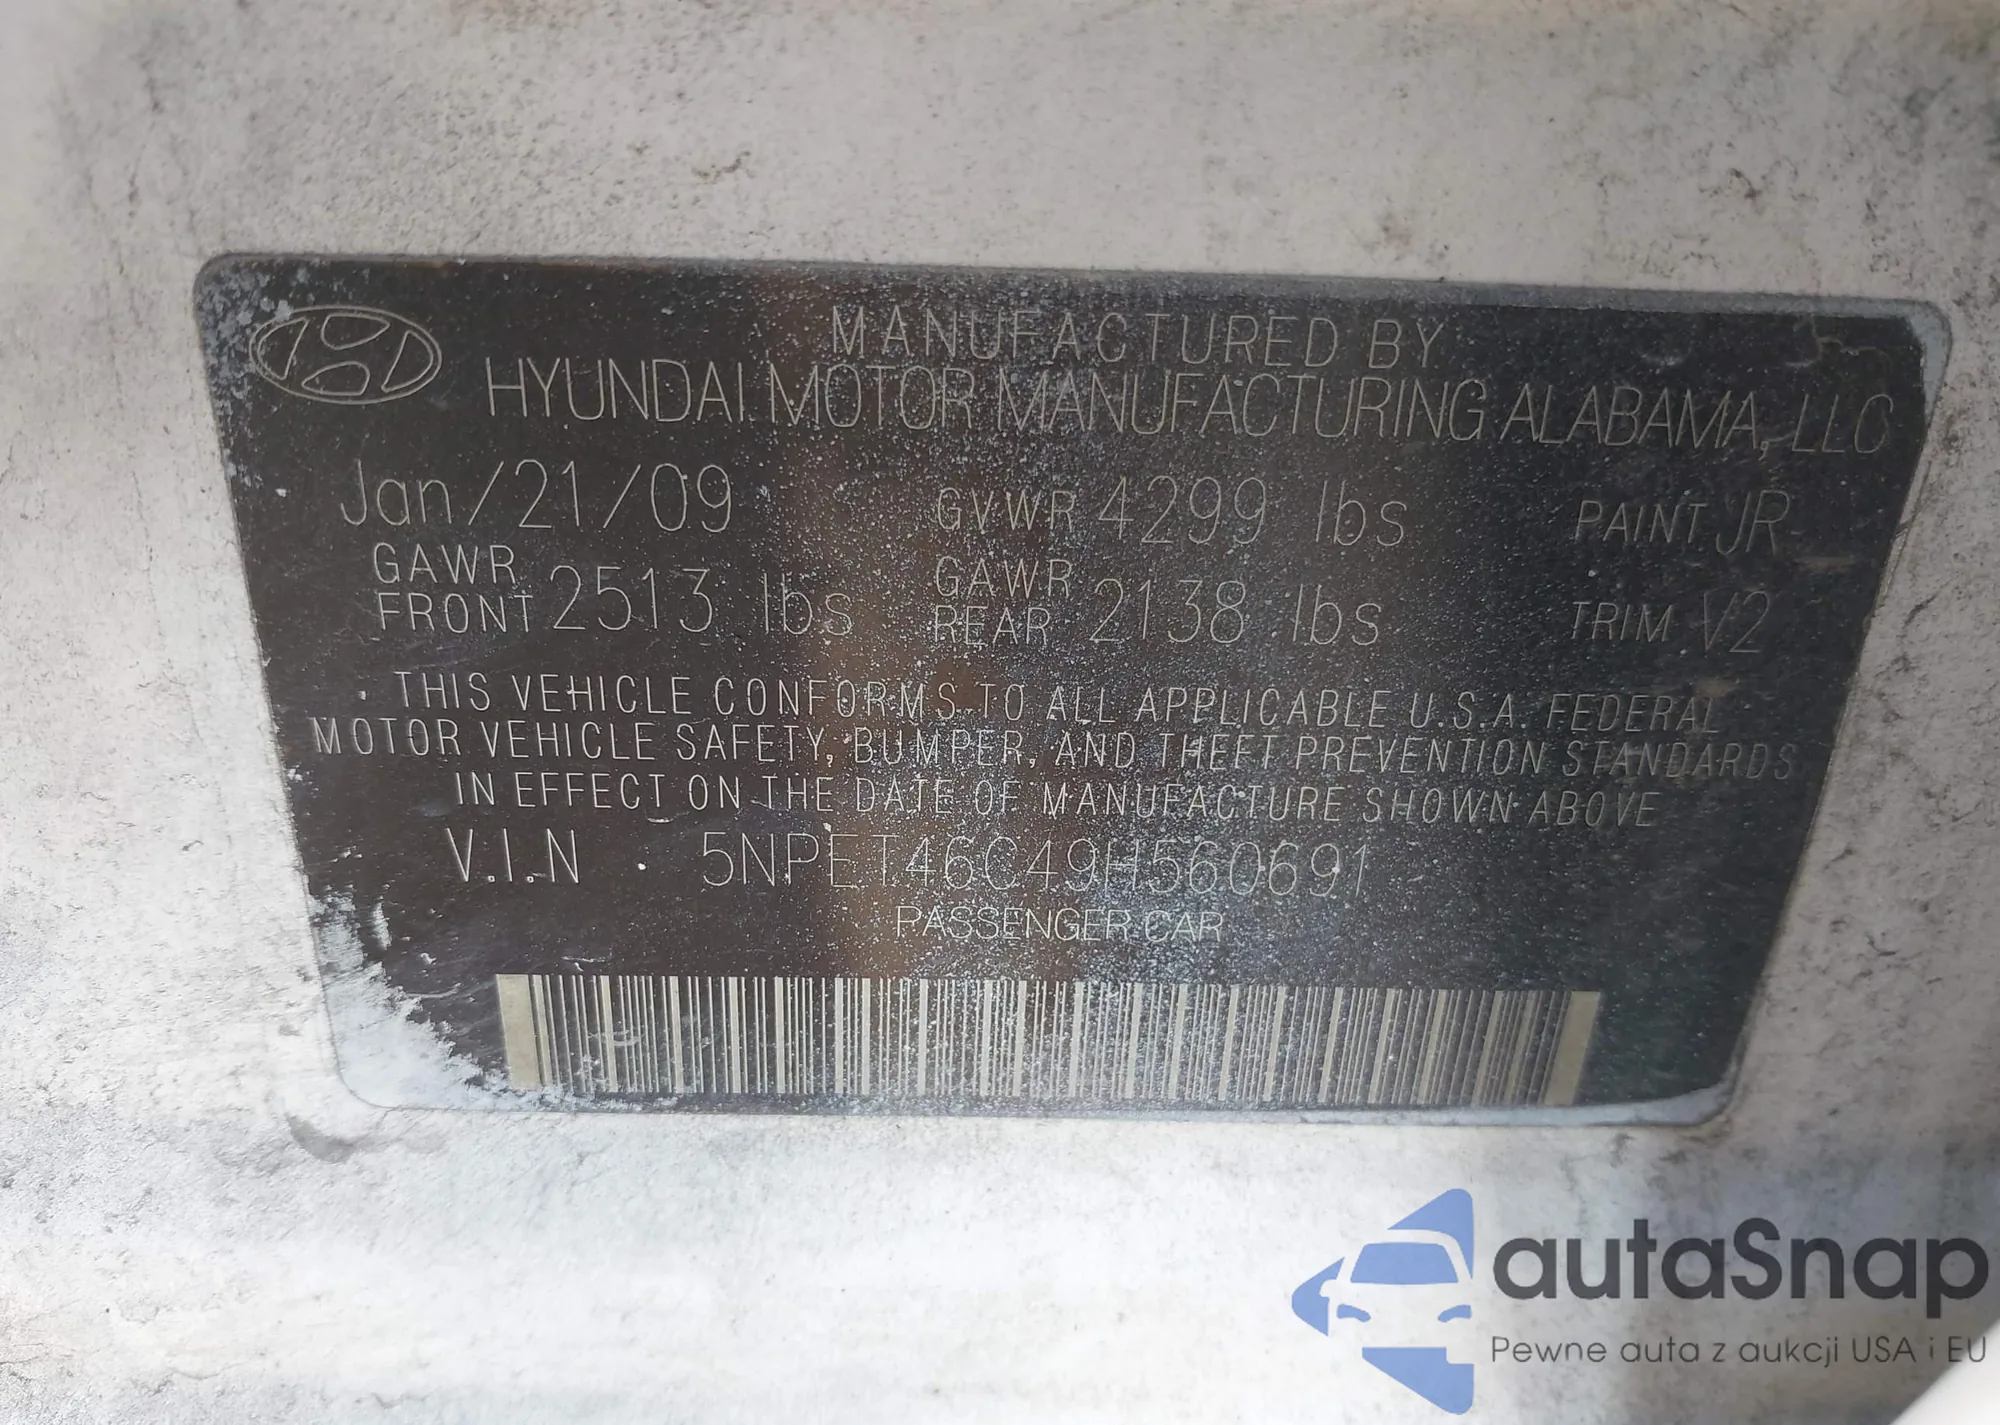 MANUFACTURED BY
HYUNDAI MOTOR MANUFACTURING ALABAMA, LLC
Jan/21/09 GVWR 4299 lbs PAINT JR
GAWR FRONT 2513 lbs GAWR REAR 2138 lbs TRIM V2
THIS VEHICLE CONFORMS TO ALL APPLICABLE U.S.A. FEDERAL
MOTOR VEHICLE SAFETY, BUMPER, AND THEFT PREVENTION STANDARDS
IN EFFECT ON THE DATE OF MANUFACTURE SHOWN ABOVE
V.I.N : 5NPET46C49H560691
PASSENGER CAR
autaSnap
Pewne auta z aukcji USA i EU